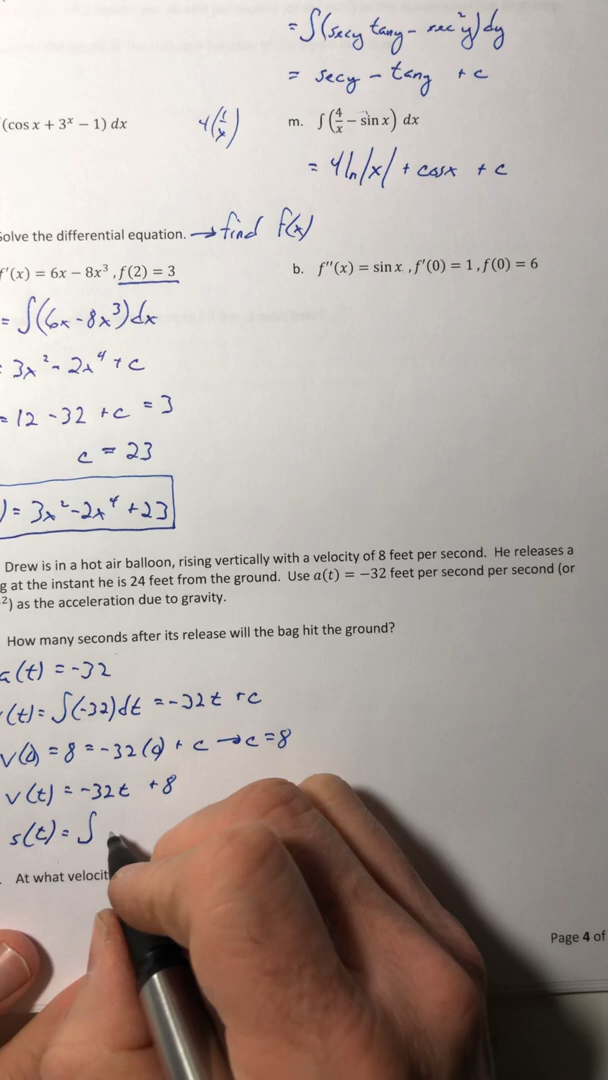 = ∫(secy tany - sec²y)dy
= secy - tany + c
(cos x + 3ˣ − 1) dx
4(1/x)
m. ∫(4/x − sin x) dx
= 4ln|x| + cosx + c
Solve the differential equation. → find f(x)
f'(x) = 6x − 8x³ , f(2) = 3
b. f''(x) = sin x , f'(0) = 1 , f(0) = 6
= ∫(6x - 8x³)dx
= 3x² - 2x⁴ + c
= 12 - 32 + c = 3
c = 23
) = 3x² - 2x⁴ + 23
Drew is in a hot air balloon, rising vertically with a velocity of 8 feet per second. He releases a
g at the instant he is 24 feet from the ground. Use a(t) = −32 feet per second per second (or
²) as the acceleration due to gravity.
How many seconds after its release will the bag hit the ground?
a(t) = -32
(t) = ∫(-32)dt = -32t + c
v(0) = 8 = -32(0) + c → c = 8
v(t) = -32t + 8
s(t) = ∫
At what velocit
Page 4 of